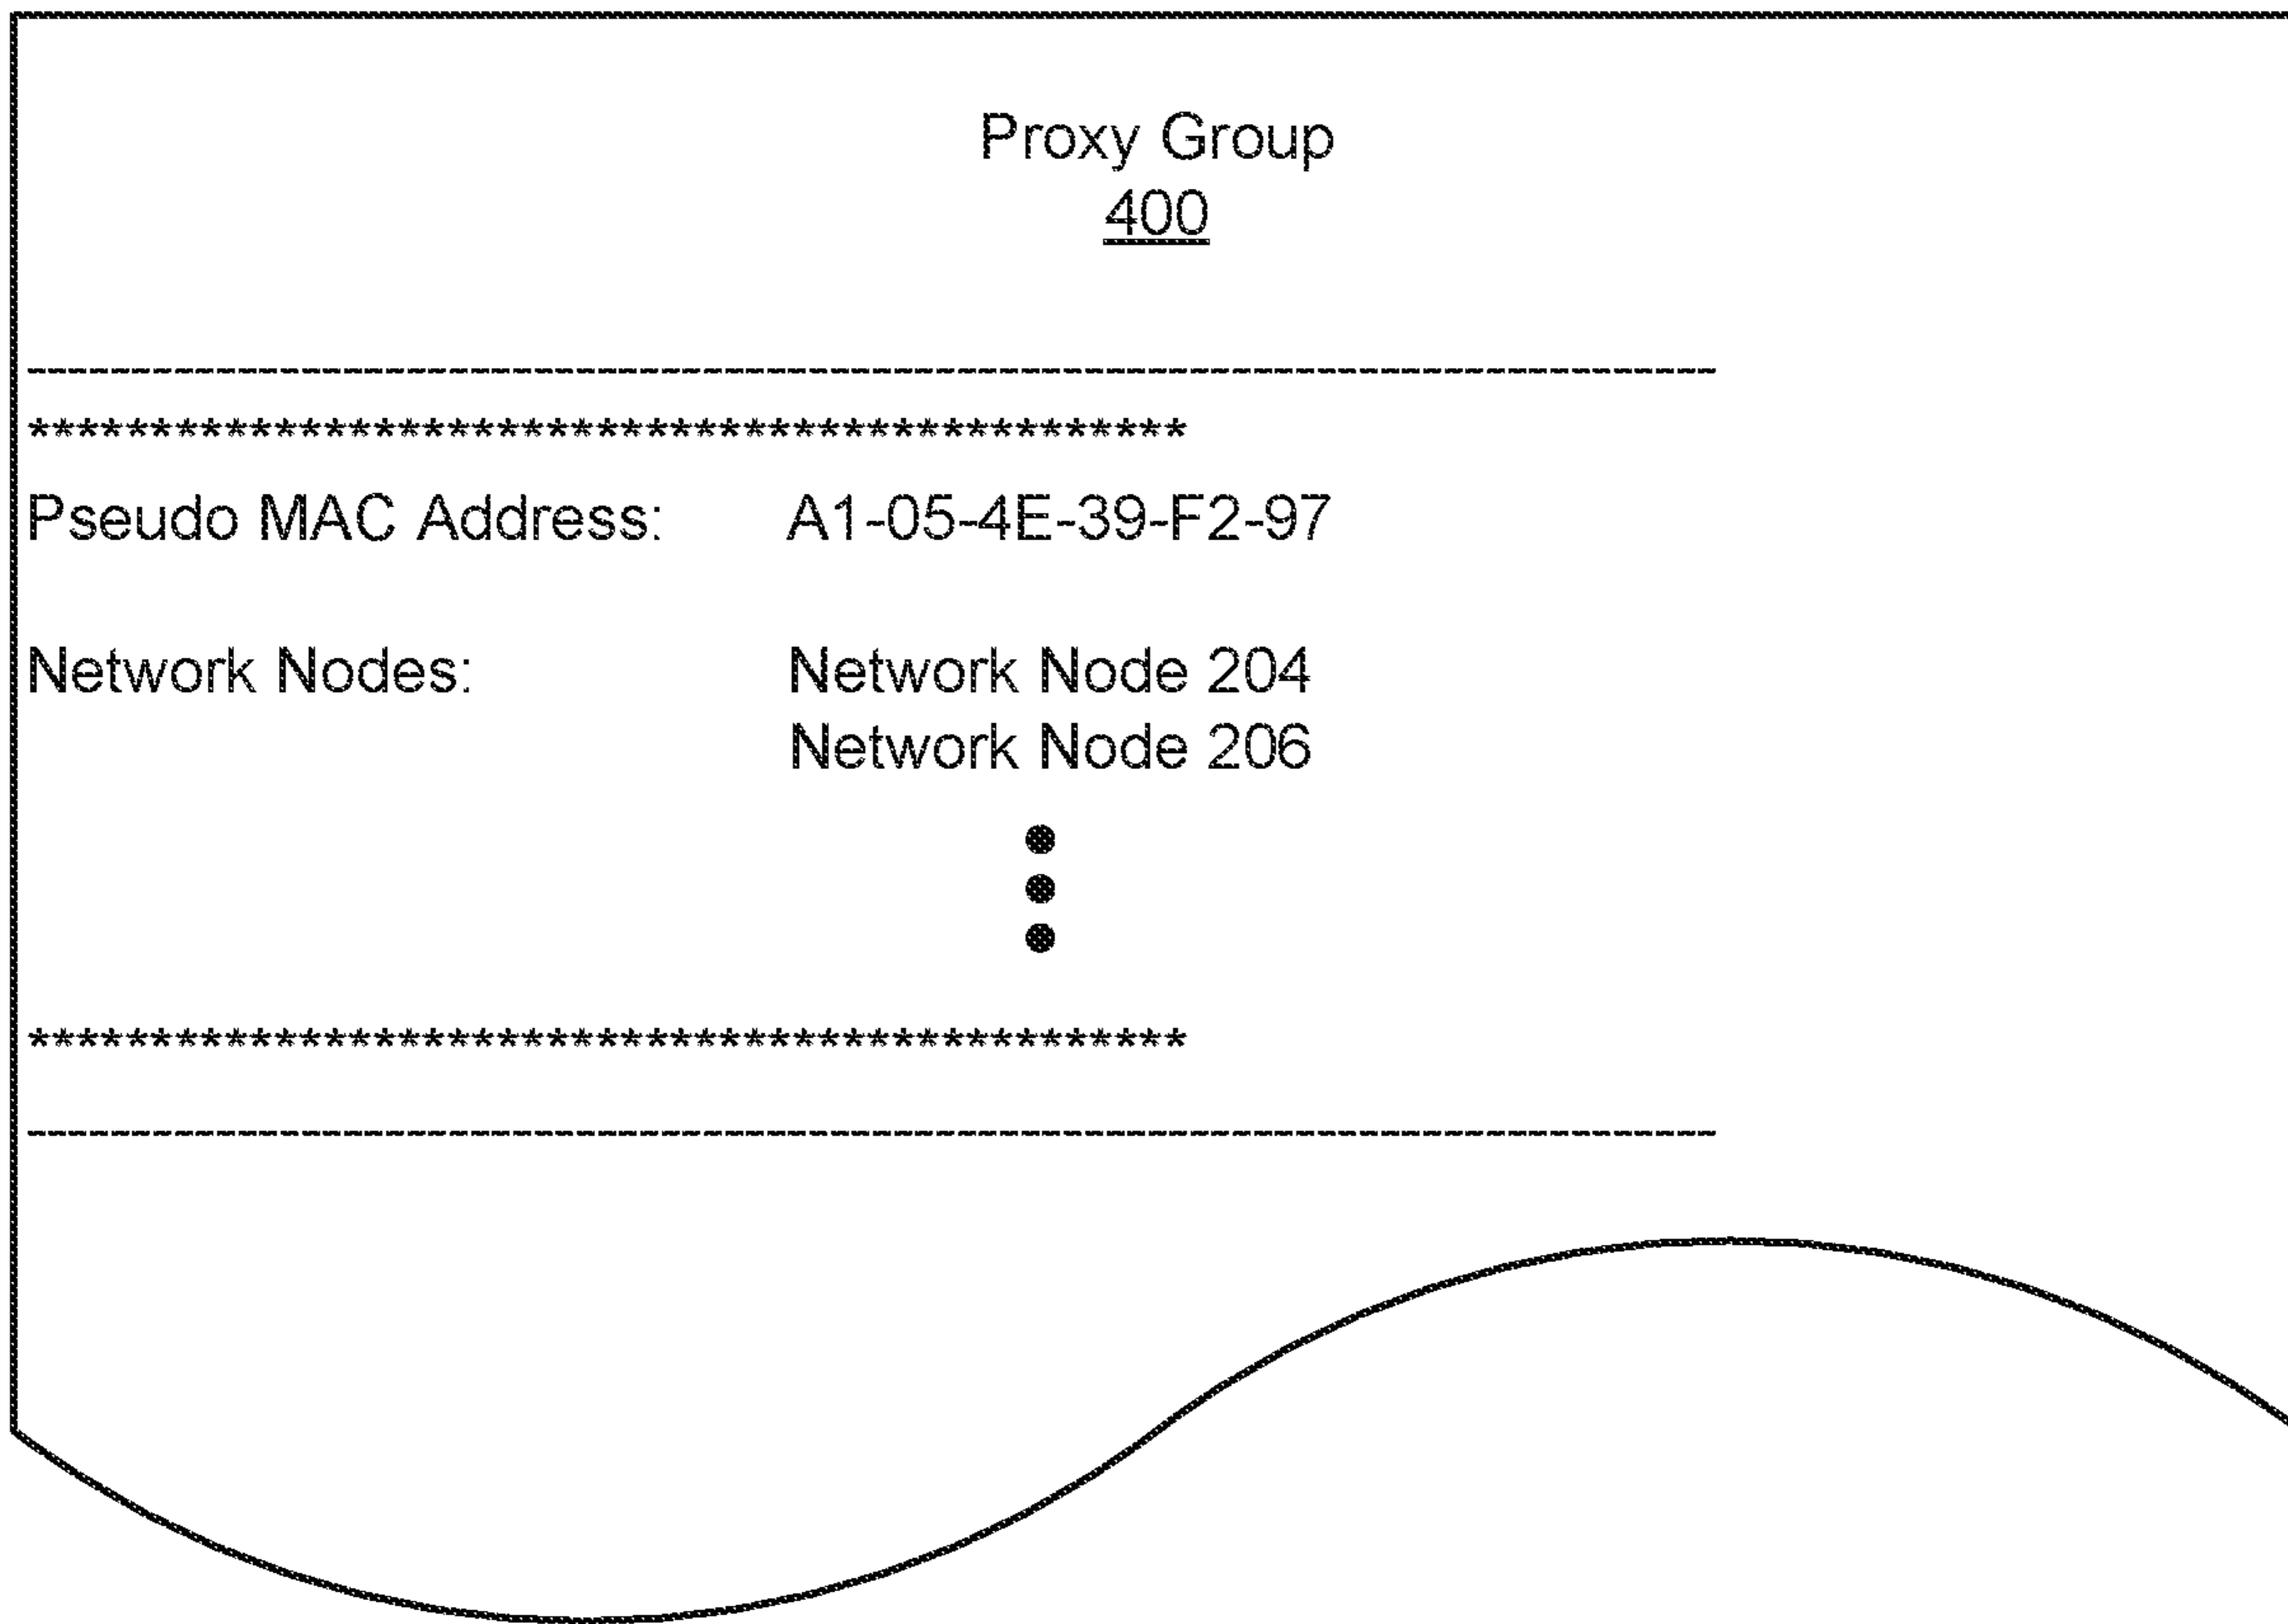 Proxy Group
400
--------------------------------------------------------------------------------
***********************************************
Pseudo MAC Address: A1-05-4E-39-F2-97
Network Nodes: Network Node 204
Network Node 206
***********************************************
--------------------------------------------------------------------------------